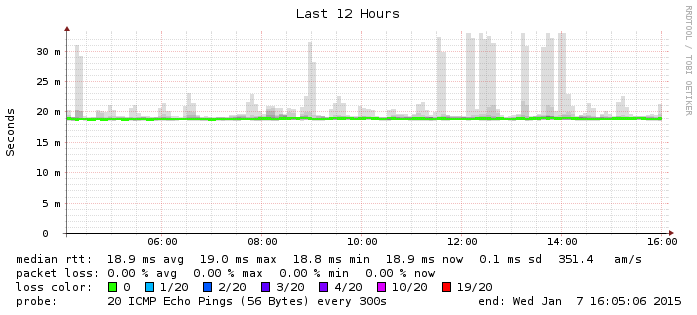 Last 12 Hours
RRDTOOL / TOBI OETIKER
Seconds
30 m
25 m
20 m
15 m
10 m
5 m
0
06:00 08:00 10:00 12:00 14:00 16:00
median rtt: 18.9 ms avg 19.0 ms max 18.8 ms min 18.9 ms now 0.1 ms sd 351.4 am/s
packet loss: 0.00 % avg 0.00 % max 0.00 % min 0.00 % now
loss color: 0 1/20 2/20 3/20 4/20 10/20 19/20
probe: 20 ICMP Echo Pings (56 Bytes) every 300s end: Wed Jan 7 16:05:06 2015